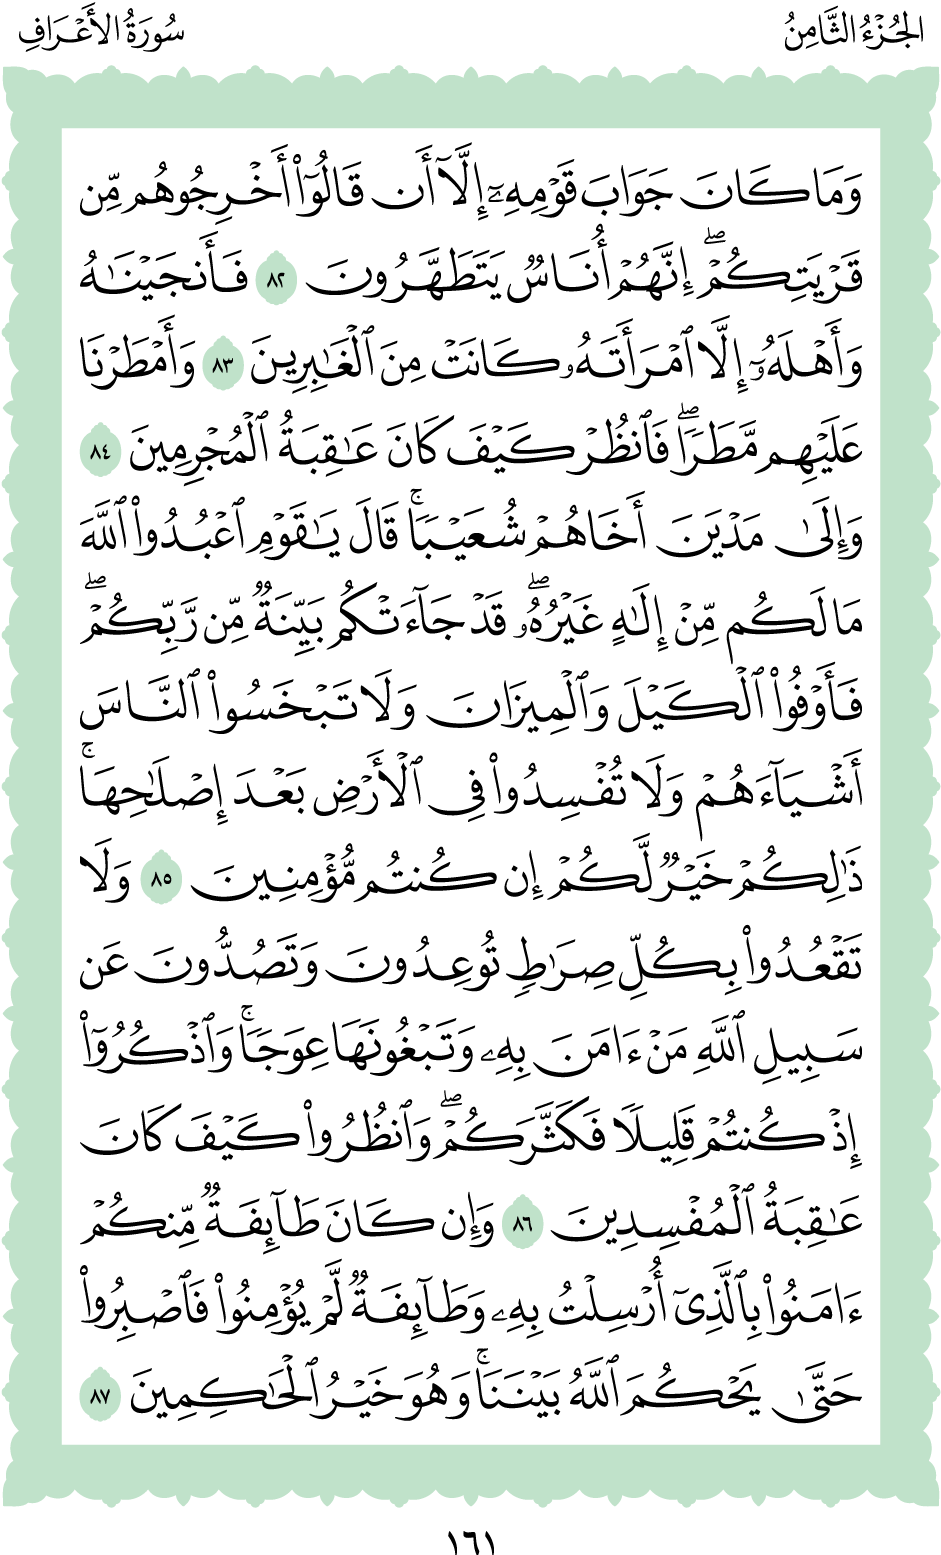 الجُزْءُ الثَّامِنُ
سُورَةُ الأَعْرَافِ
وَمَا كَانَ جَوَابَ قَوْمِهِۦٓ إِلَّآ أَن قَالُوٓا۟ أَخْرِجُوهُم مِّن
قَرْيَتِكُمْ ۖ إِنَّهُمْ أُنَاسٌ يَتَطَهَّرُونَ ٨٢ فَأَنجَيْنَٰهُ
وَأَهْلَهُۥٓ إِلَّا ٱمْرَأَتَهُۥ كَانَتْ مِنَ ٱلْغَٰبِرِينَ ٨٣ وَأَمْطَرْنَا
عَلَيْهِم مَّطَرًا ۖ فَٱنظُرْ كَيْفَ كَانَ عَٰقِبَةُ ٱلْمُجْرِمِينَ ٨٤
وَإِلَىٰ مَدْيَنَ أَخَاهُمْ شُعَيْبًا ۚ قَالَ يَٰقَوْمِ ٱعْبُدُوا۟ ٱللَّهَ
مَا لَكُم مِّنْ إِلَٰهٍ غَيْرُهُۥ ۖ قَدْ جَآءَتْكُم بَيِّنَةٌ مِّن رَّبِّكُمْ ۖ
فَأَوْفُوا۟ ٱلْكَيْلَ وَٱلْمِيزَانَ وَلَا تَبْخَسُوا۟ ٱلنَّاسَ
أَشْيَآءَهُمْ وَلَا تُفْسِدُوا۟ فِى ٱلْأَرْضِ بَعْدَ إِصْلَٰحِهَا ۚ
ذَٰلِكُمْ خَيْرٌ لَّكُمْ إِن كُنتُم مُّؤْمِنِينَ ٨٥ وَلَا
تَقْعُدُوا۟ بِكُلِّ صِرَٰطٍ تُوعِدُونَ وَتَصُدُّونَ عَن
سَبِيلِ ٱللَّهِ مَنْ ءَامَنَ بِهِۦ وَتَبْغُونَهَا عِوَجًا ۚ وَٱذْكُرُوٓا۟
إِذْ كُنتُمْ قَلِيلًا فَكَثَّرَكُمْ ۖ وَٱنظُرُوا۟ كَيْفَ كَانَ
عَٰقِبَةُ ٱلْمُفْسِدِينَ ٨٦ وَإِن كَانَ طَآئِفَةٌ مِّنكُمْ
ءَامَنُوا۟ بِٱلَّذِىٓ أُرْسِلْتُ بِهِۦ وَطَآئِفَةٌ لَّمْ يُؤْمِنُوا۟ فَٱصْبِرُوا۟
حَتَّىٰ يَحْكُمَ ٱللَّهُ بَيْنَنَا ۚ وَهُوَ خَيْرُ ٱلْحَٰكِمِينَ ٨٧
١٦١